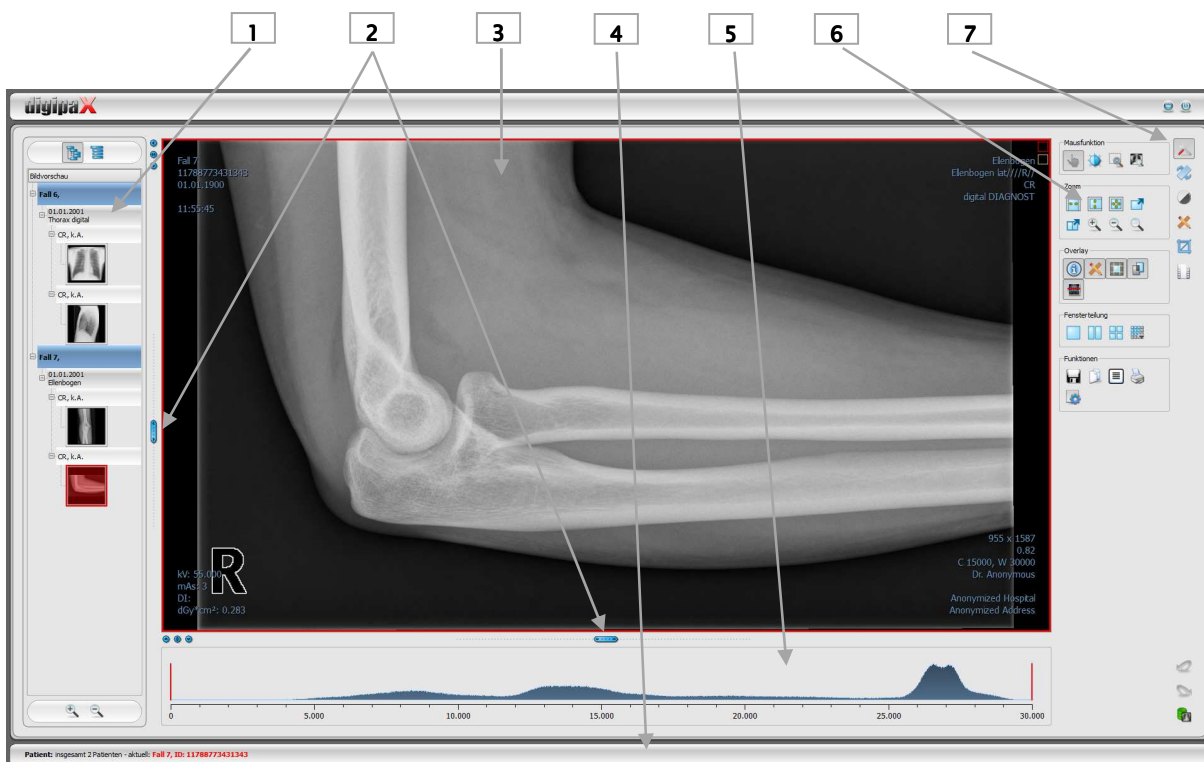 1
2
3
4
5
6
7
digipaX
Bildvorschau
Fall 6,
01.01.2001
Thorax digital
CR, k.A.
CR, k.A.
Fall 7,
01.01.2001
Ellenbogen
CR, k.A.
CR, k.A.
Fall 7
11788773431343
01.01.1900
11:55:45
Ellenbogen
Ellenbogen lat////R//
CR
digital DIAGNOST
R
kV: 55.000
mAs: 3
DI:
dGy*cm²: 0.283
955 x 1587
0.82
C 15000, W 30000
Dr. Anonymous
Anonymized Hospital
Anonymized Address
Mausfunktion
Zoom
Overlay
Fensterteilung
Funktionen
0 5.000 10.000 15.000 20.000 25.000 30.000
Patient: insgesamt 2 Patienten - aktuell: Fall 7, ID: 11788773431343